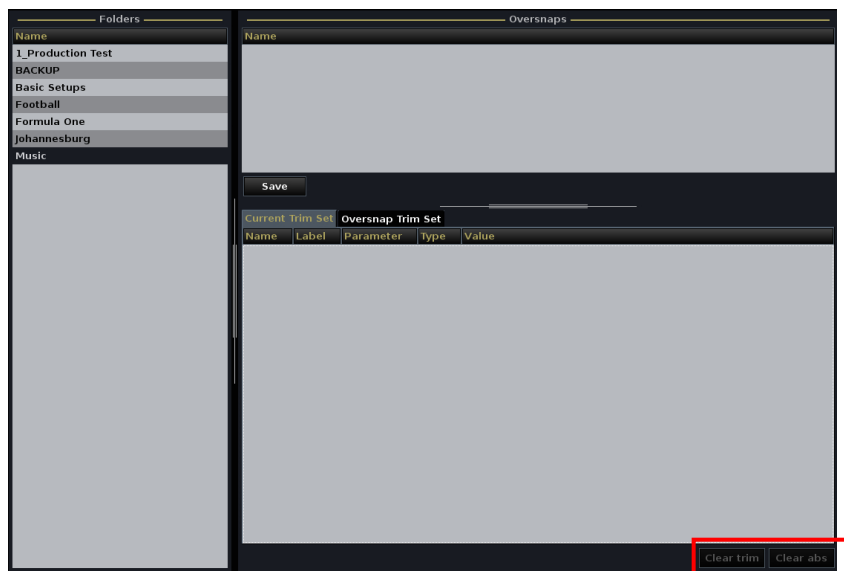 Folders
Name
1_Production Test
BACKUP
Basic Setups
Football
Formula One
Johannesburg
Music
Oversnaps
Name
Save
Current Trim Set Oversnap Trim Set
Name Label Parameter Type Value
Clear trim Clear abs